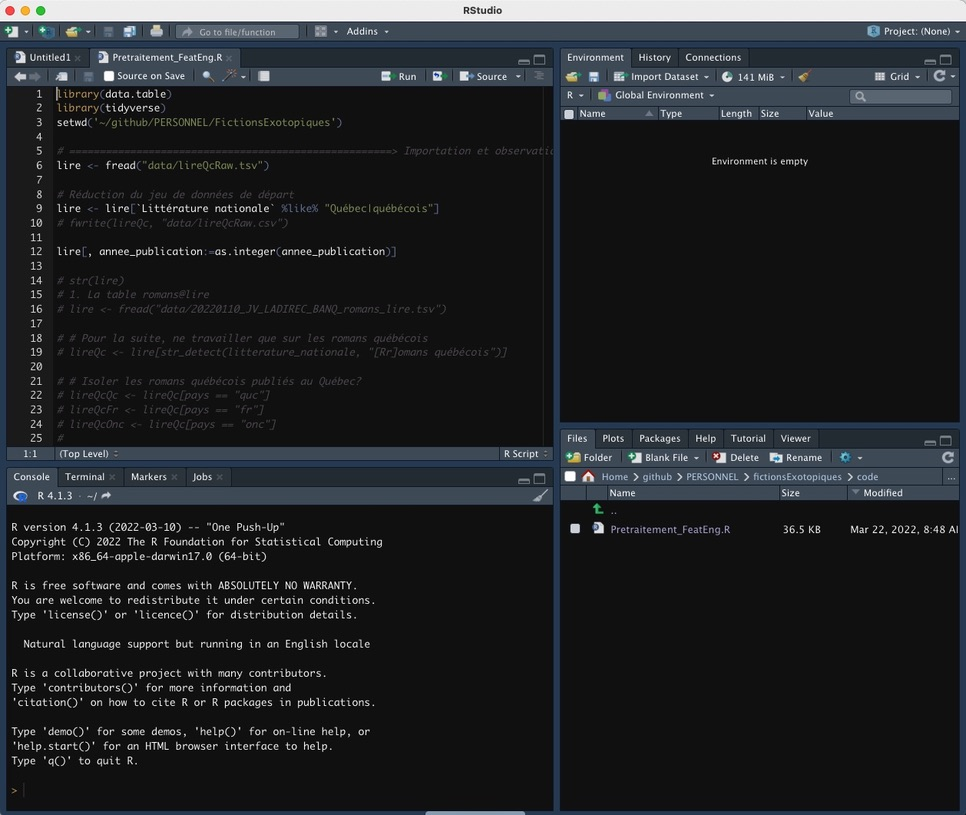 RStudio
Go to file/function
Addins
Project: (None)
Untitled1
Pretraitement_FeatEng.R
Source on Save
Run
Source
1 library(data.table)
2 library(tidyverse)
3 setwd('~/github/PERSONNEL/FictionsExotopiques')
4
5 # =====================================================> Importation et observatio
6 lire <- fread("data/lireQcRaw.tsv")
7
8 # Réduction du jeu de données de départ
9 lire <- lire[`Littérature nationale` %like% "Québec|québécois"]
10 # fwrite(lireQc, "data/lireQcRaw.csv")
11
12 lire[, annee_publication:=as.integer(annee_publication)]
13
14 # str(lire)
15 # 1. La table romans@lire
16 # lire <- fread("data/20220110_JV_LADIREC_BANQ_romans_lire.tsv")
17
18 # # Pour la suite, ne travailler que sur les romans québécois
19 # lireQc <- lire[str_detect(litterature_nationale, "[Rr]omans québécois")]
20
21 # # Isoler les romans québécois publiés au Québec?
22 # lireQcQc <- lireQc[pays == "quc"]
23 # lireQcFr <- lireQc[pays == "fr"]
24 # lireQcOnc <- lireQc[pays == "onc"]
25 #
1:1 (Top Level) R Script
Console Terminal Markers Jobs
R 4.1.3 · ~/
R version 4.1.3 (2022-03-10) -- "One Push-Up"
Copyright (C) 2022 The R Foundation for Statistical Computing
Platform: x86_64-apple-darwin17.0 (64-bit)
R is free software and comes with ABSOLUTELY NO WARRANTY.
You are welcome to redistribute it under certain conditions.
Type 'license()' or 'licence()' for distribution details.
Natural language support but running in an English locale
R is a collaborative project with many contributors.
Type 'contributors()' for more information and
'citation()' on how to cite R or R packages in publications.
Type 'demo()' for some demos, 'help()' for on-line help, or
'help.start()' for an HTML browser interface to help.
Type 'q()' to quit R.
>
Environment History Connections
Import Dataset 141 MiB Grid
R Global Environment
Name Type Length Size Value
Environment is empty
Files Plots Packages Help Tutorial Viewer
Folder Blank File Delete Rename
Home > github > PERSONNEL > fictionsExotopiques > code ...
Name Size Modified
..
Pretraitement_FeatEng.R 36.5 KB Mar 22, 2022, 8:48 AM